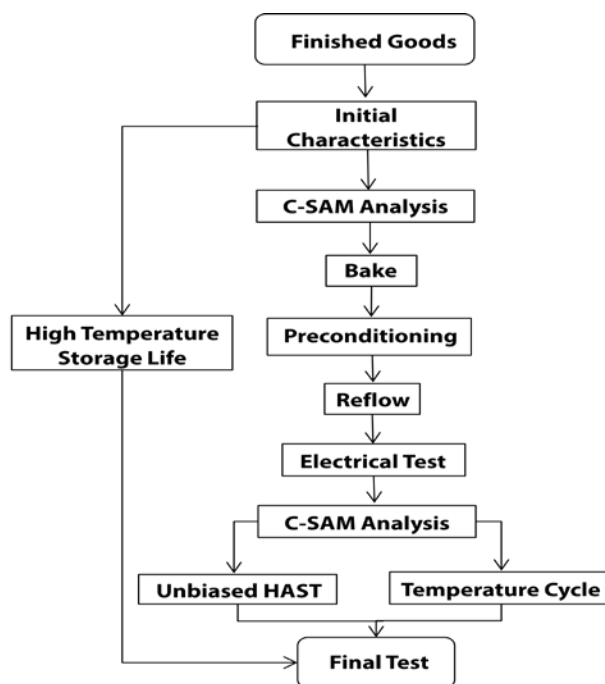 Finished Goods
Initial
Characteristics
C-SAM Analysis
Bake
High Temperature
Storage Life
Preconditioning
Reflow
Electrical Test
C-SAM Analysis
Unbiased HAST
Temperature Cycle
Final Test